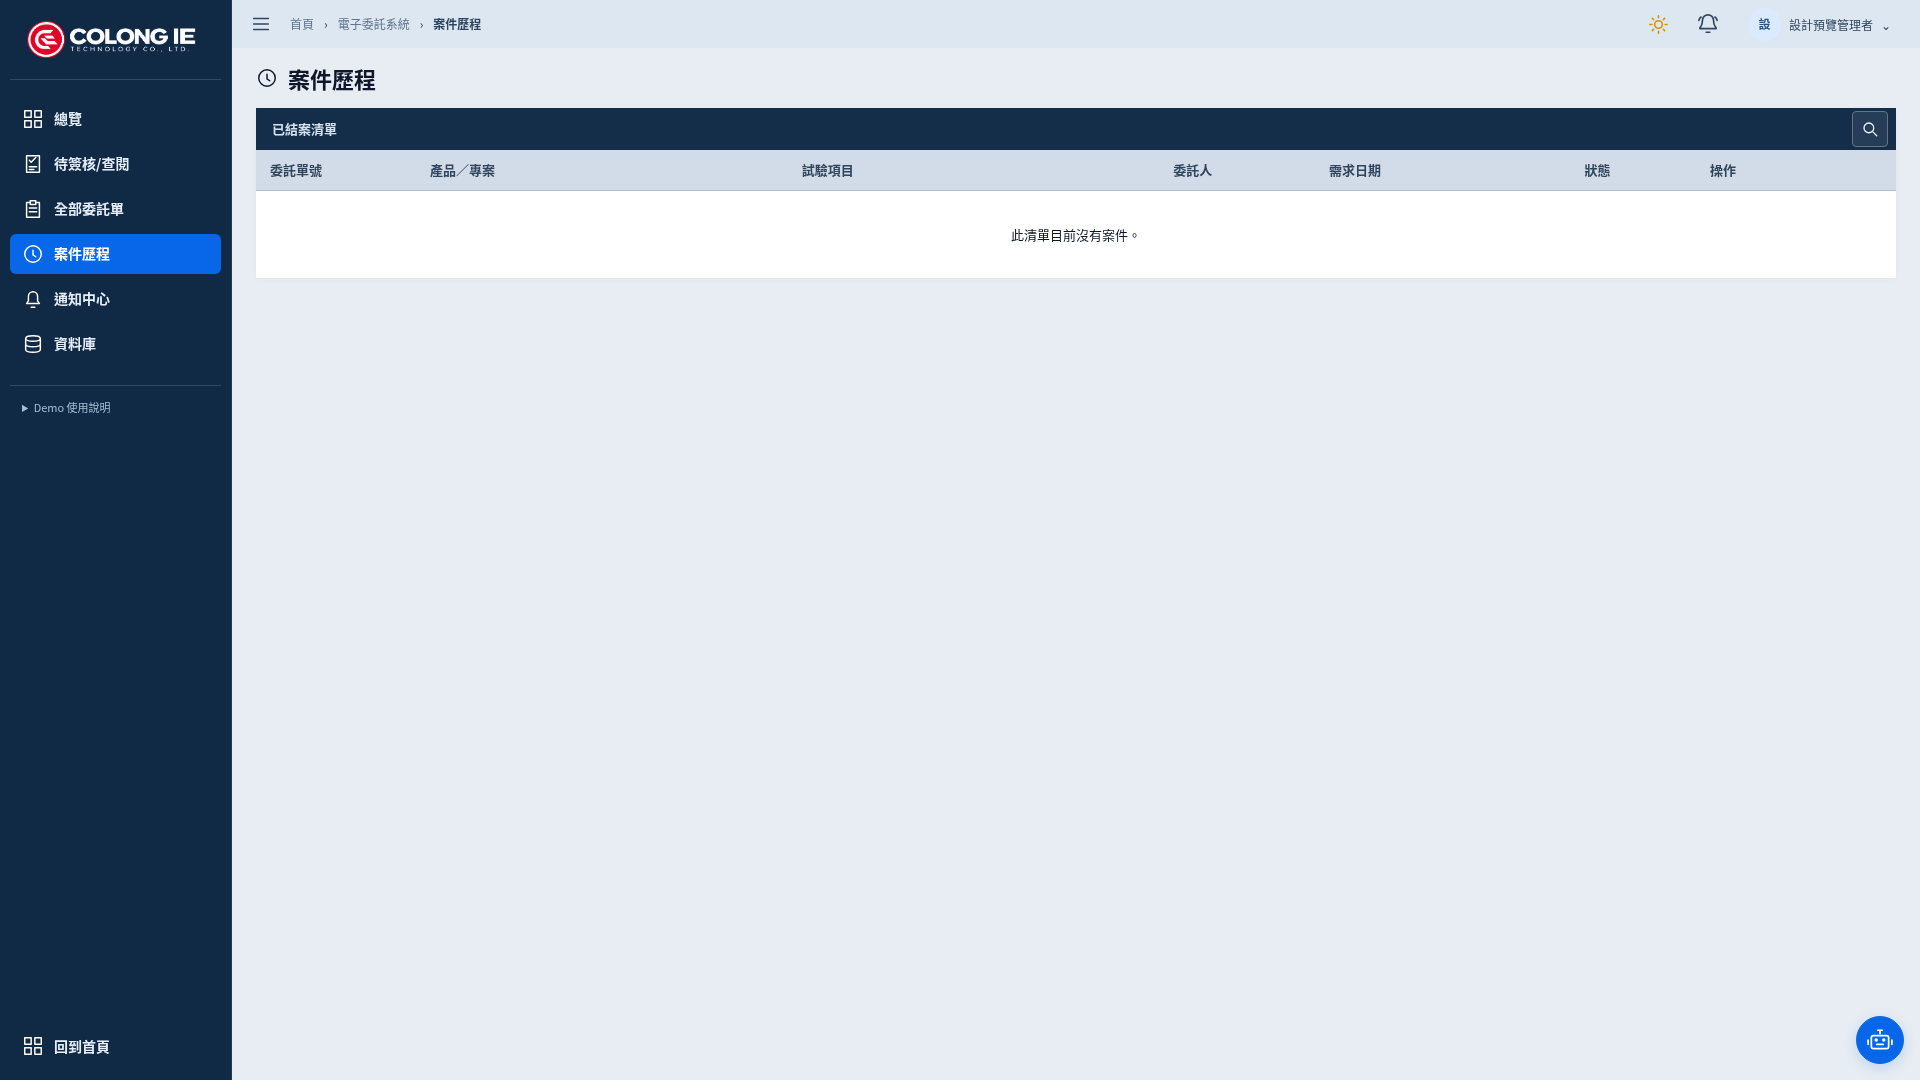 COLONG IE
TECHNOLOGY CO., LTD.
首頁 › 電子委託系統 › 案件歷程
設 設計預覽管理者
總覽
待簽核/查閱
全部委託單
案件歷程
通知中心
資料庫
▶ Demo 使用說明
回到首頁
案件歷程
已結案清單
委託單號 產品／專案 試驗項目 委託人 需求日期 狀態 操作
此清單目前沒有案件。